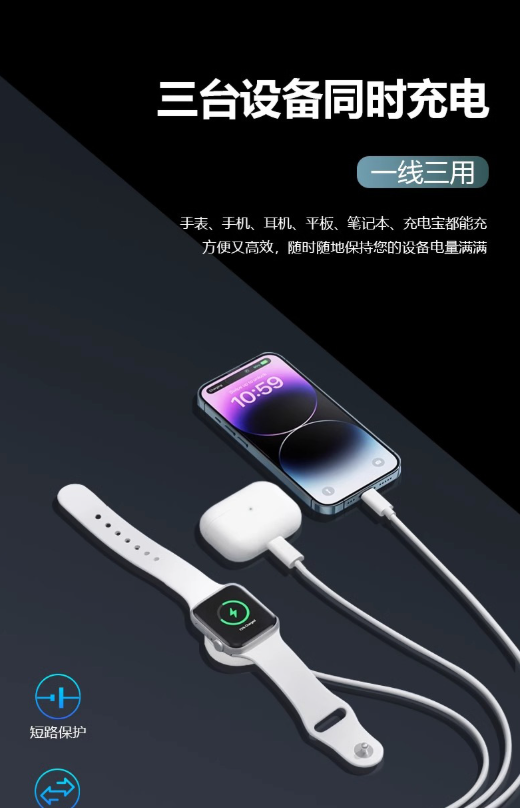 三台设备同时充电
一线三用
手表、手机、耳机、平板、笔记本、充电宝都能充
方便又高效，随时随地保持您的设备电量满满
10:59
短路保护